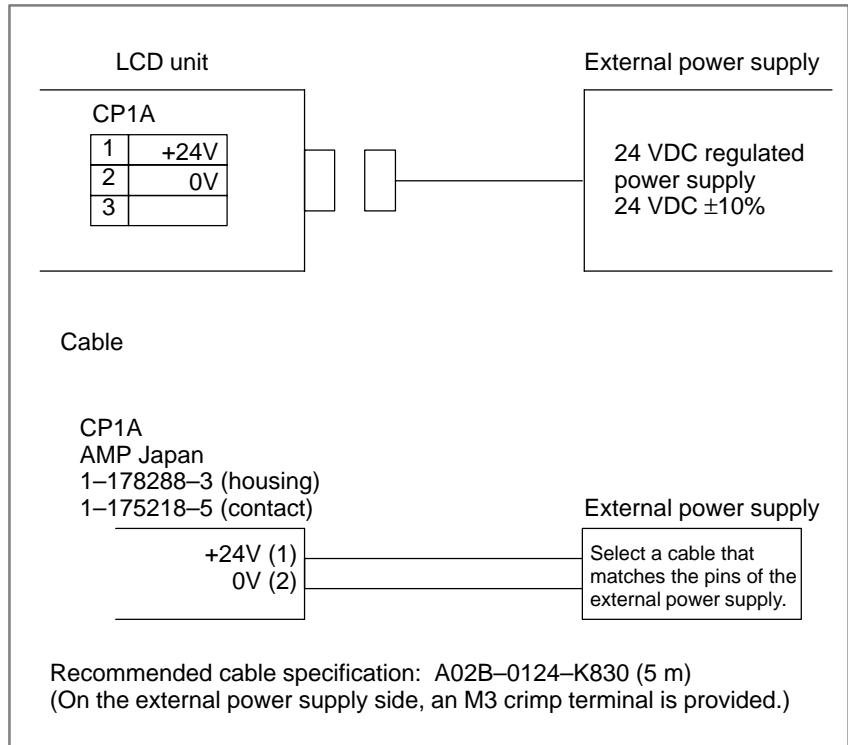 LCD unit
External power supply
CP1A
1 +24V
2 0V
3
24 VDC regulated
power supply
24 VDC ±10%
Cable
CP1A
AMP Japan
1–178288–3 (housing)
1–175218–5 (contact)
External power supply
+24V (1)
0V (2)
Select a cable that
matches the pins of the
external power supply.
Recommended cable specification: A02B–0124–K830 (5 m)
(On the external power supply side, an M3 crimp terminal is provided.)